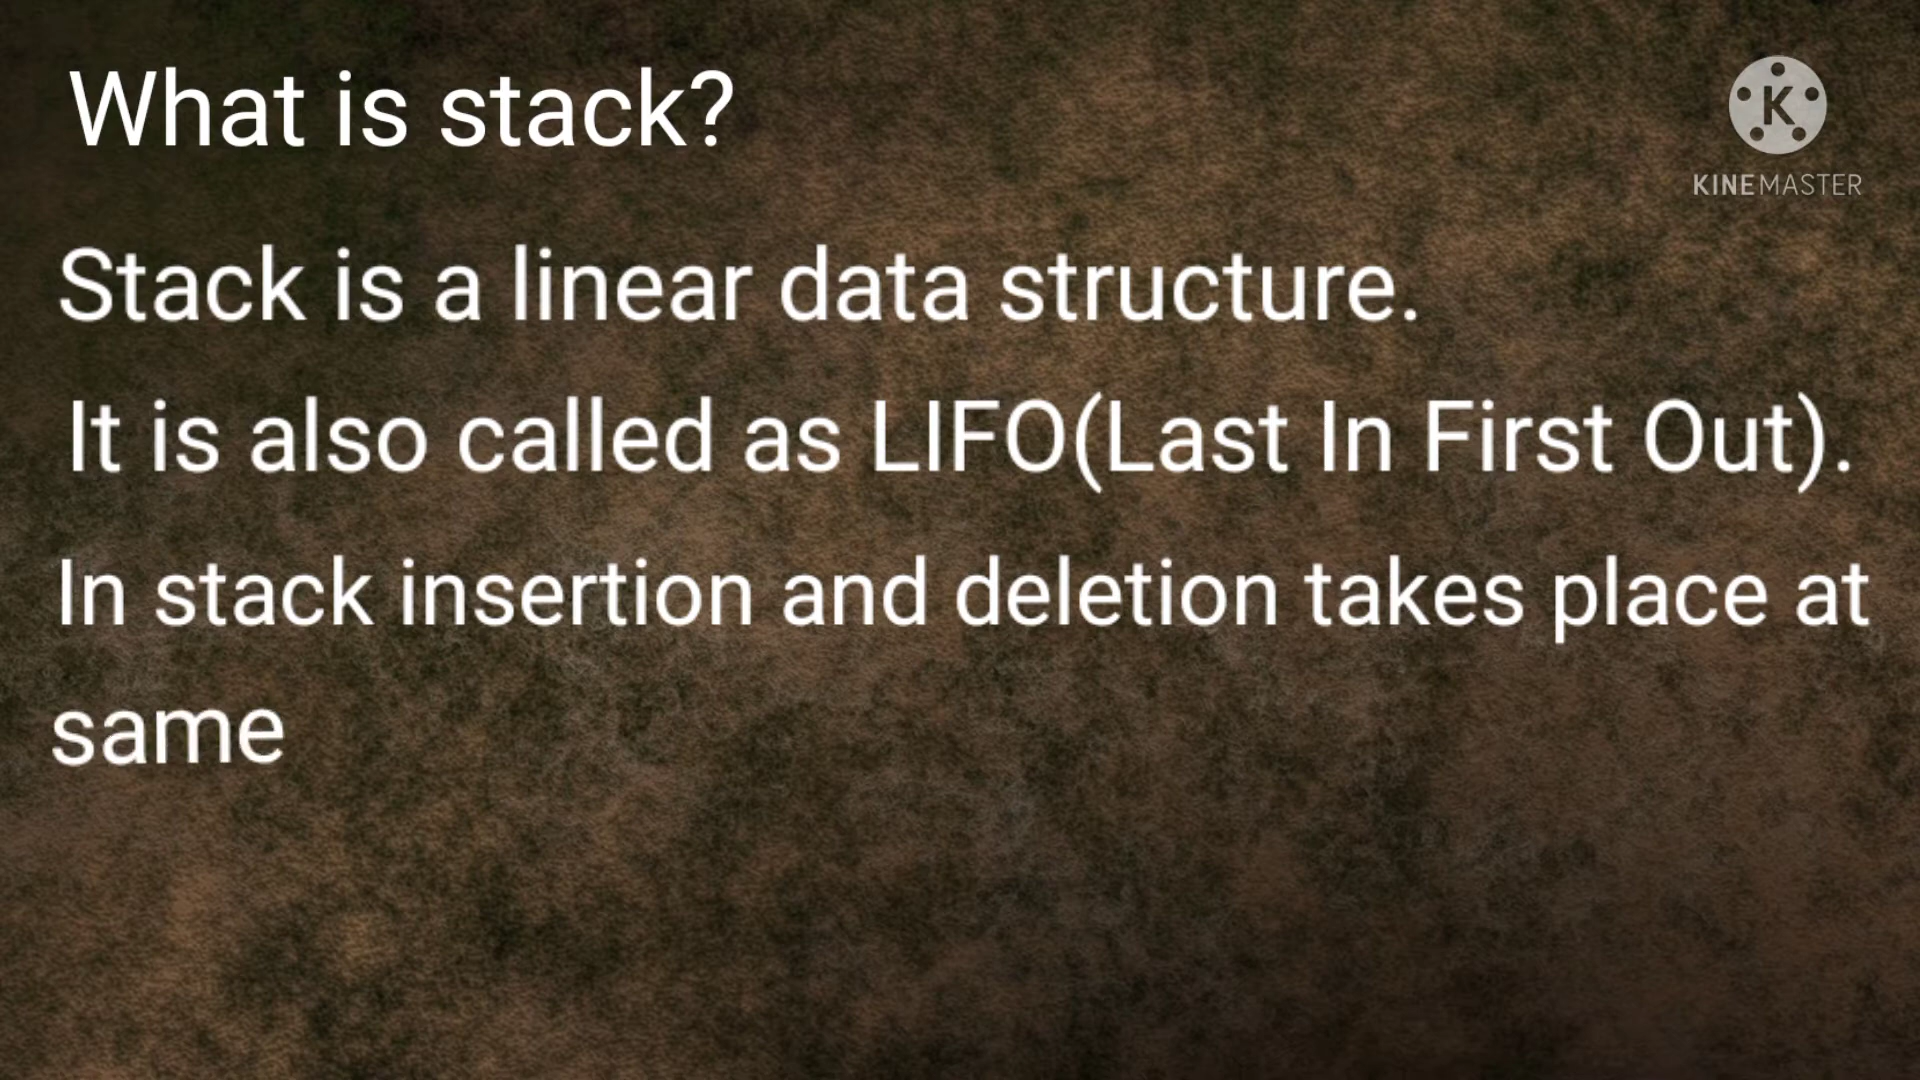 What is stack?
K
KINEMASTER
Stack is a linear data structure.
It is also called as LIFO(Last In First Out).
In stack insertion and deletion takes place at
same